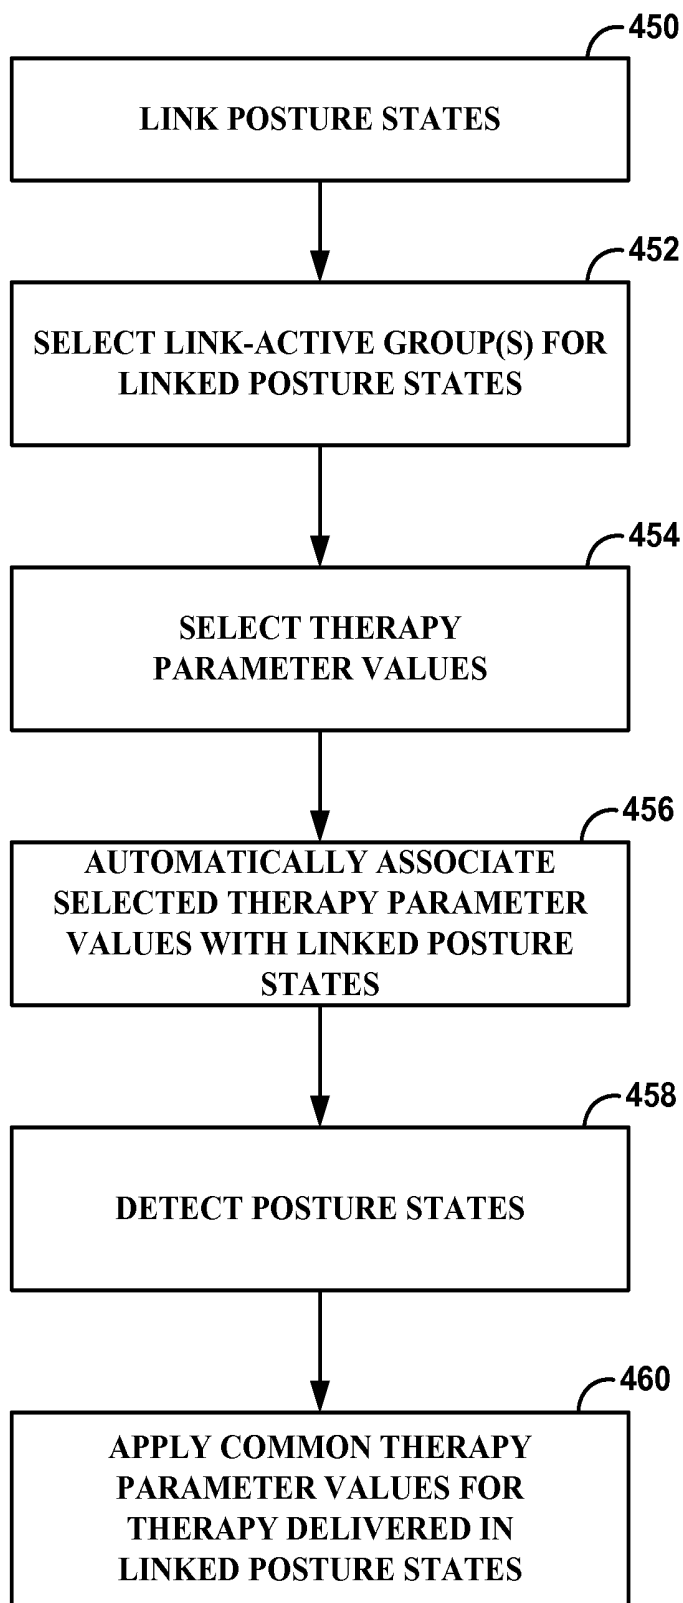 450
LINK POSTURE STATES
452
SELECT LINK-ACTIVE GROUP(S) FOR
LINKED POSTURE STATES
454
SELECT THERAPY
PARAMETER VALUES
456
AUTOMATICALLY ASSOCIATE
SELECTED THERAPY PARAMETER
VALUES WITH LINKED POSTURE
STATES
458
DETECT POSTURE STATES
460
APPLY COMMON THERAPY
PARAMETER VALUES FOR
THERAPY DELIVERED IN
LINKED POSTURE STATES